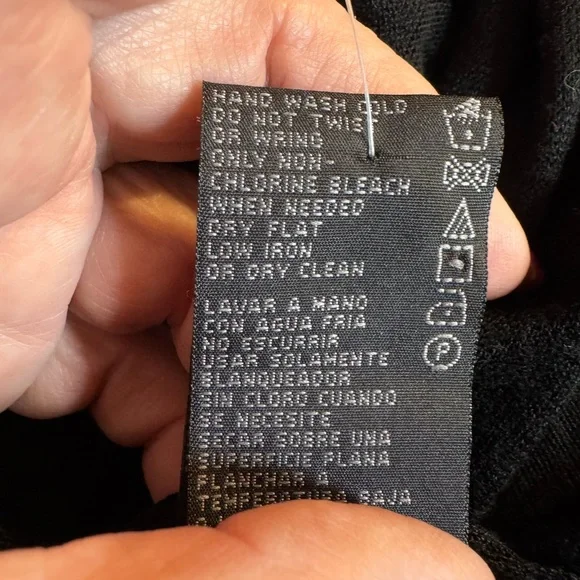 HAND WASH COLD
DO NOT TWIST
OR WRING
ONLY NON-
CHLORINE BLEACH
WHEN NEEDED
DRY FLAT
LOW IRON
OR DRY CLEAN
LAVAR A MANO
CON AGUA FRIA
NO ESCURRIR
USAR SOLAMENTE
BLANQUEADOR
SIN CLORO CUANDO
SE NECESITE
SECAR SOBRE UNA
SUPERFICIE PLANA
PLANCHAR A
TEMPERATURA BAJA
P